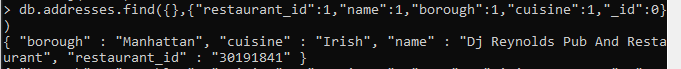 > db.addresses.find({},{"restaurant_id":1,"name":1,"borough":1,"cuisine":1,"_id":0}
)
{ "borough" : "Manhattan", "cuisine" : "Irish", "name" : "Dj Reynolds Pub And Resta
urant", "restaurant_id" : "30191841" }